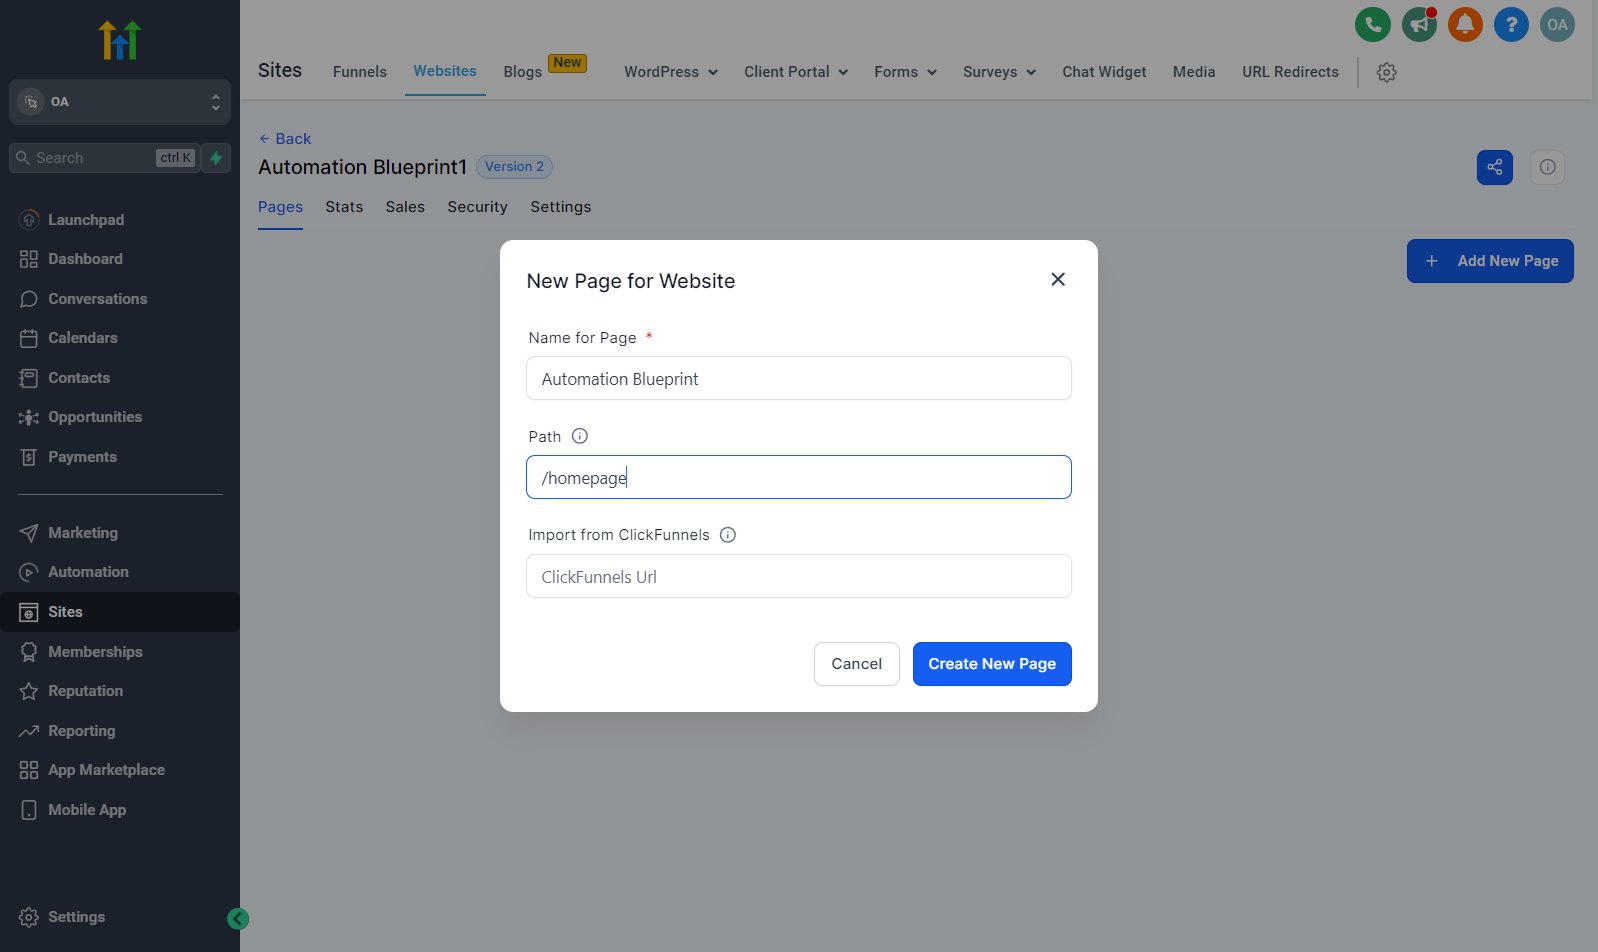 OA
Search ctrl K
Launchpad
Dashboard
Conversations
Calendars
Contacts
Opportunities
Payments
Marketing
Automation
Sites
Memberships
Reputation
Reporting
App Marketplace
Mobile App
Settings
? OA
Sites Funnels Websites Blogs New WordPress Client Portal Forms Surveys Chat Widget Media URL Redirects
← Back
Automation Blueprint1 Version 2
Pages Stats Sales Security Settings
+ Add New Page
New Page for Website
Name for Page *
Automation Blueprint
Path
/homepage
Import from ClickFunnels
ClickFunnels Url
Cancel Create New Page